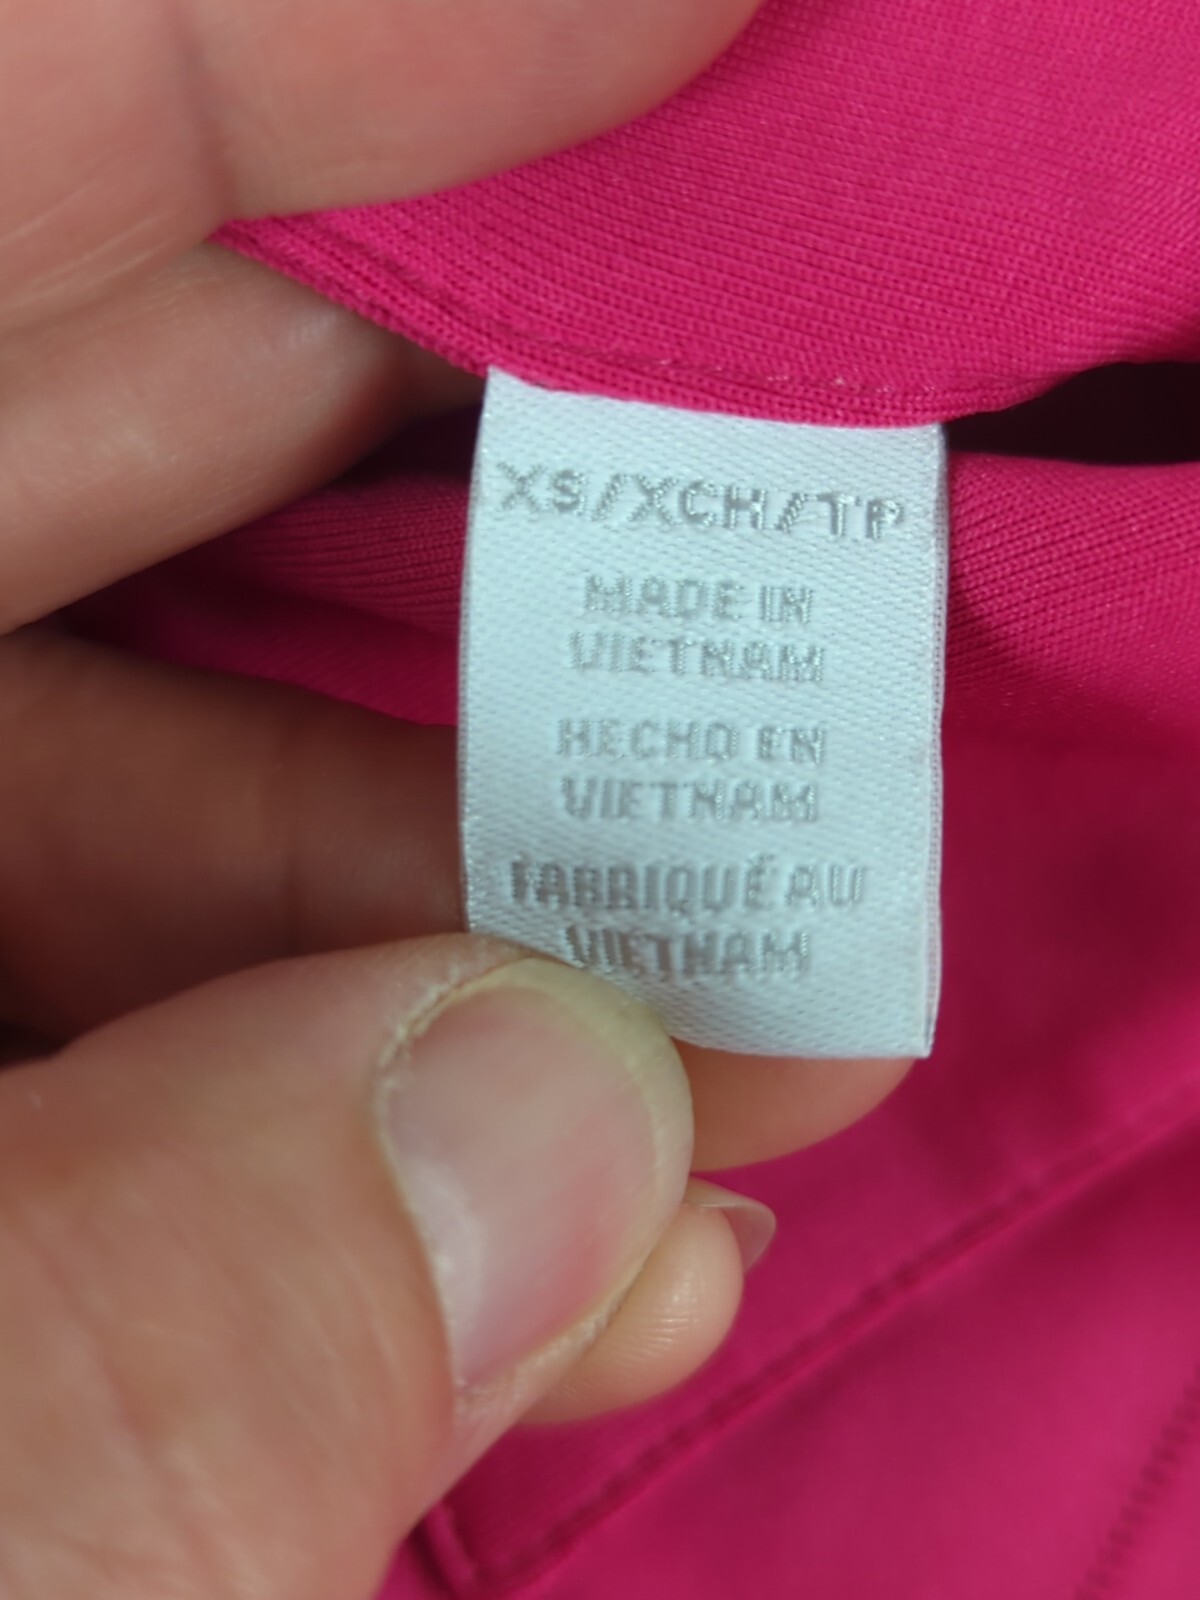 XS/XCH/TP
MADE IN
VIETNAM
HECHO EN
VIETNAM
FABRIQUÉ AU
VIETNAM